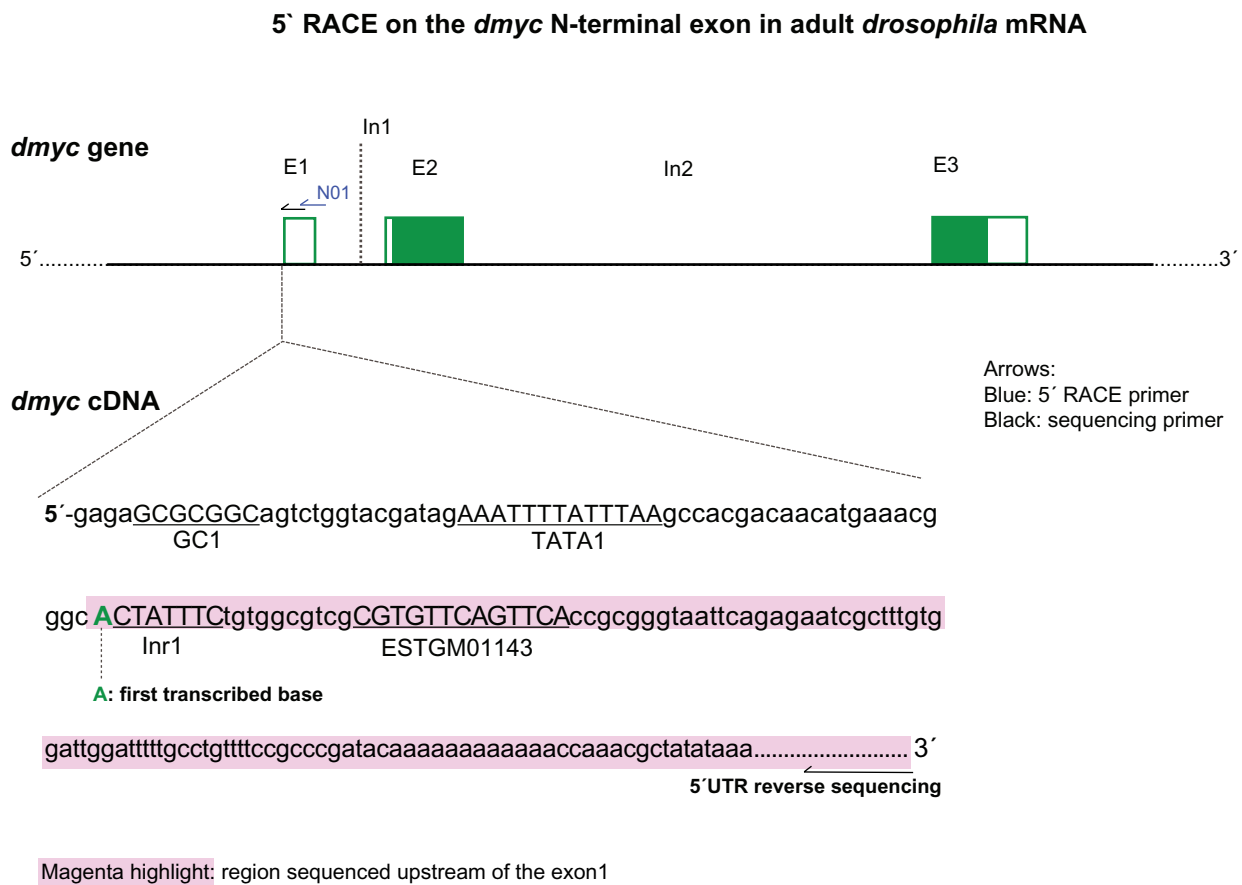 5` RACE on the dmyc N-terminal exon in adult drosophila mRNA
In1
dmyc gene
E1
E2
In2
E3
N01
5´............
............3´
Arrows:
Blue: 5´ RACE primer
Black: sequencing primer
dmyc cDNA
5´-gagaGCGCGGCagtctggtacgatagAAATTTTATTTAAgccacgacaacatgaaacg
GC1
TATA1
ggc ACTATTTCtgtggcgtcgCGTGTTCAGTTCAccgcgggtaattcagagaatcgctttgtg
Inr1
ESTGM01143
A: first transcribed base
gattggatttttgcctgttttccgcccgatacaaaaaaaaaaaaaccaaacgctatataaa.......................... 3´
5´UTR reverse sequencing
Magenta highlight: region sequenced upstream of the exon1